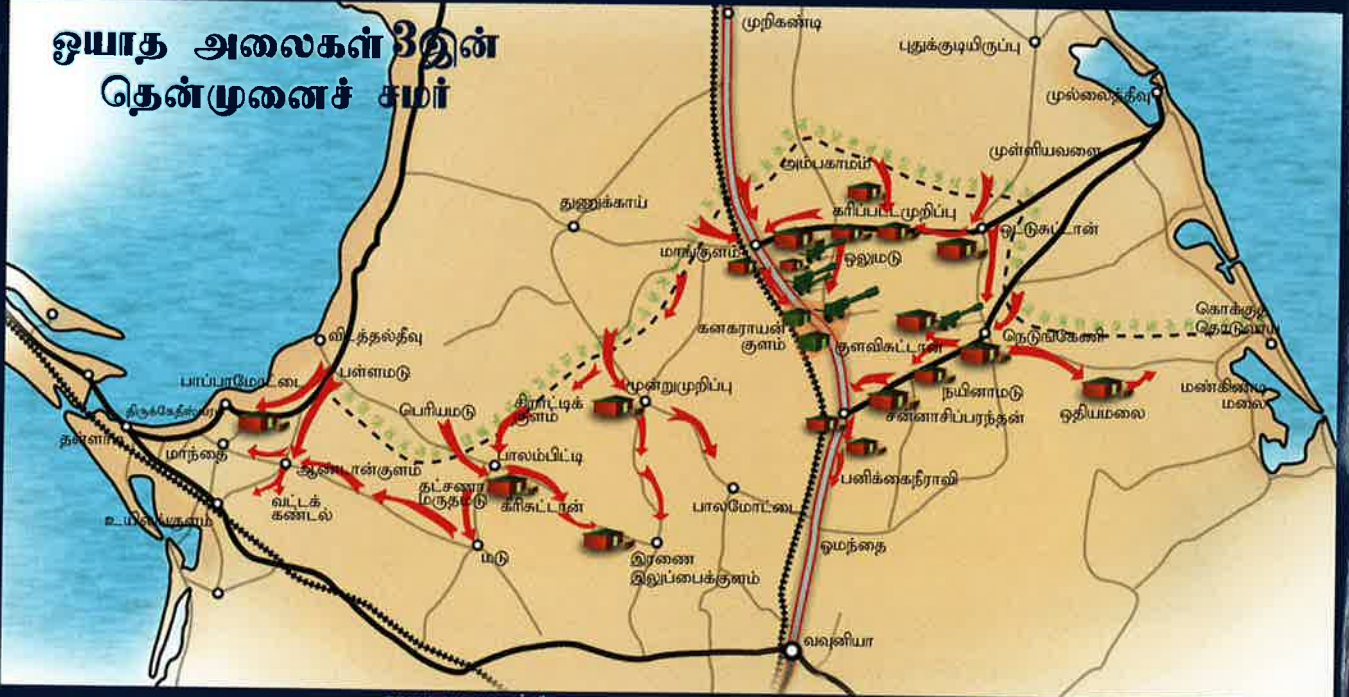 ஓயாத அலைகள் 3இன்
தென்முனைச் சமர்
முறிகண்டி
புதுக்குடியிருப்பு
முல்லைத்தீவு
முள்ளியவளை
அம்பகாமம்
துணுக்காய்
கரிப்பட்டமுறிப்பு
ஒட்டுசுட்டான்
மாங்குளம்
ஒலுமடு
கனகராயன்
குளம்
குளவிசுட்டான்
நெடுங்கேணி
கொக்குத்
தொடுவாய்
விடத்தல்தீவு
பள்ளமடு
பாப்பாமோட்டை
திருக்கேதீஸ்வரம்
பெரியமடு
சிராட்டிக்
குளம்
மூன்றுமுறிப்பு
நயினாமடு
சன்னாசிப்பரந்தன்
ஒதியமலை
மண்கிண்டி
மலை
மாந்தை
ஆண்டான்குளம்
பாலம்பிட்டி
தட்சணா
மருதமடு
கீரிசுட்டான்
வட்டக்
கண்டல்
உயிலங்குளம்
மடு
இரணை
இலுப்பைக்குளம்
பாலமோட்டை
பனிக்கைநீராவி
ஓமந்தை
வவுனியா